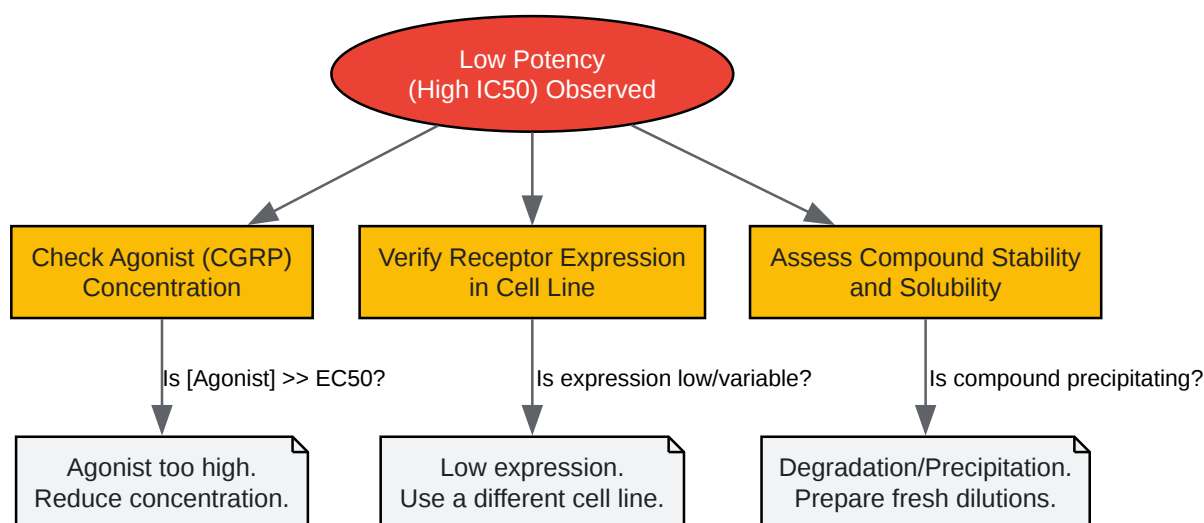 Low Potency
(High IC50) Observed
Check Agonist (CGRP)
Concentration
Verify Receptor Expression
in Cell Line
Assess Compound Stability
and Solubility
Is [Agonist] >> EC50?
Is expression low/variable?
Is compound precipitating?
Agonist too high.
Reduce concentration.
Low expression.
Use a different cell line.
Degradation/Precipitation.
Prepare fresh dilutions.